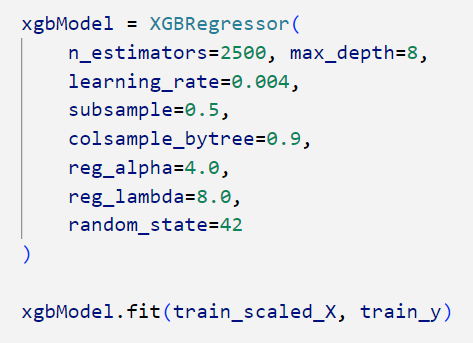 xgbModel = XGBRegressor(
    n_estimators=2500, max_depth=8,
    learning_rate=0.004,
    subsample=0.5,
    colsample_bytree=0.9,
    reg_alpha=4.0,
    reg_lambda=8.0,
    random_state=42
)
xgbModel.fit(train_scaled_X, train_y)